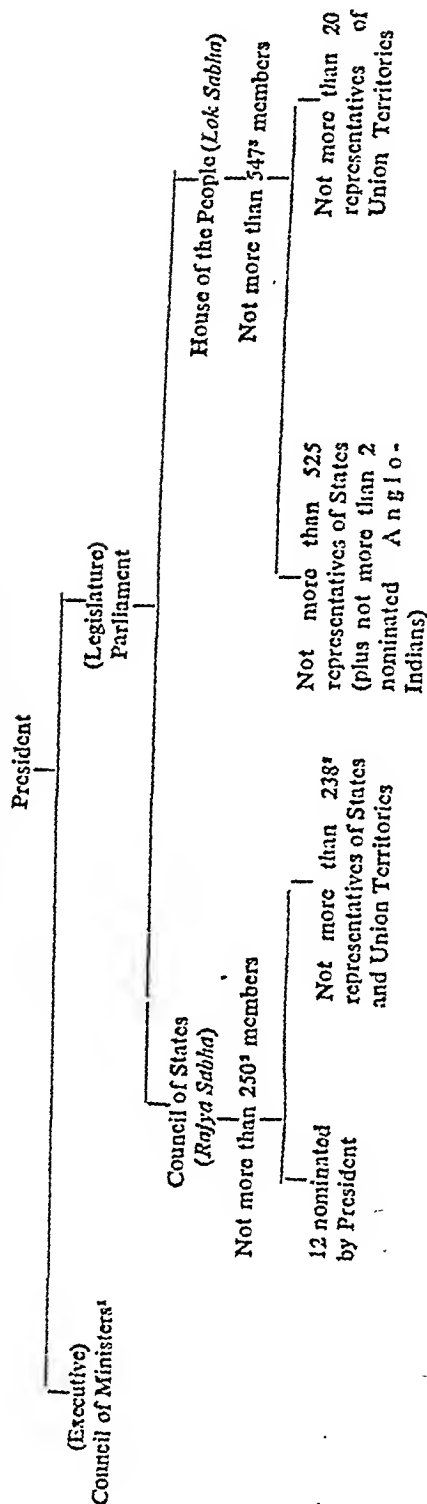 President
(Executive)
Council of Ministers¹
(Legislature)
Parliament
Council of States
(Rajya Sabha)
Not more than 250² members
12 nominated
by President
Not more than 238²
representatives of States
and Union Territories
House of the People (Lok Sabha)
Not more than 547² members
Not more than 525
representatives of States
(plus not more than 2
nominated Anglo-
Indians)
Not more than 20
representatives of
Union Territories